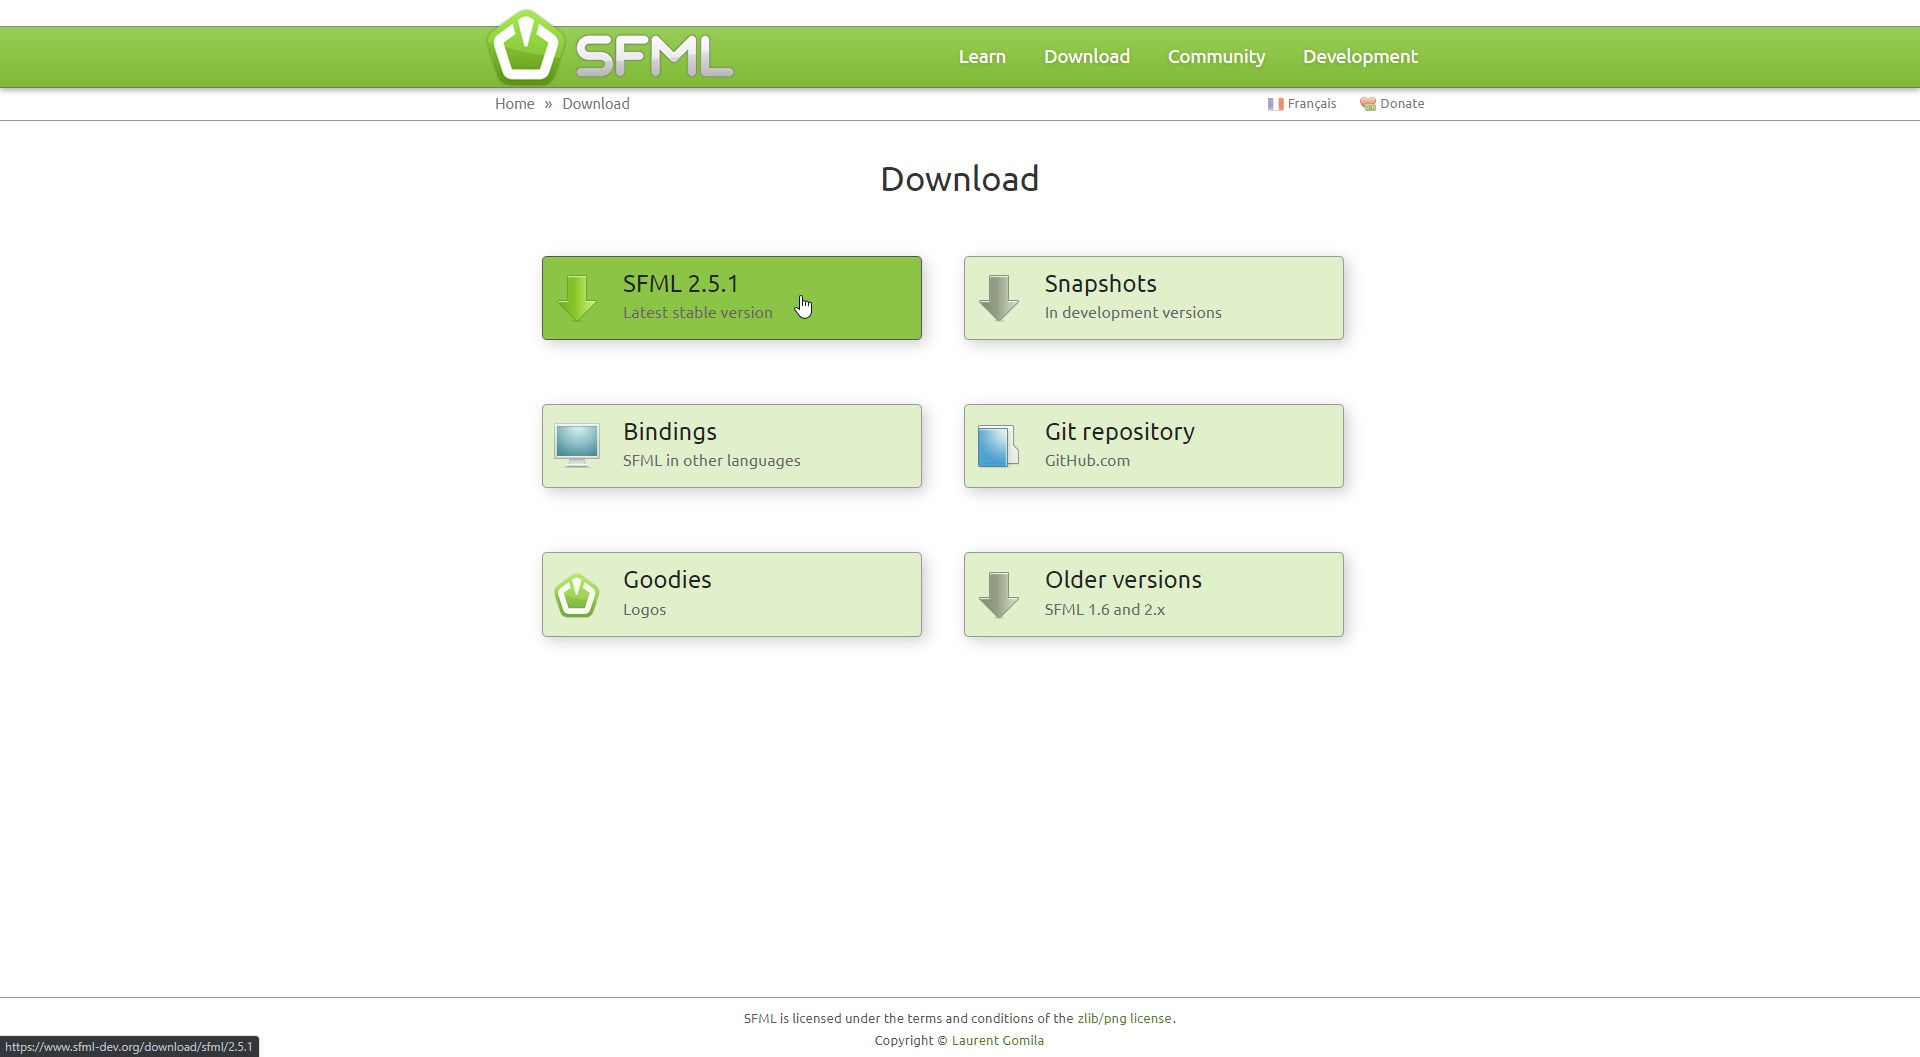 SFML
Learn Download Community Development
Home » Download
Français Donate
Download
SFML 2.5.1
Latest stable version
Snapshots
In development versions
Bindings
SFML in other languages
Git repository
GitHub.com
Goodies
Logos
Older versions
SFML 1.6 and 2.x
SFML is licensed under the terms and conditions of the zlib/png license.
Copyright © Laurent Gomila
https://www.sfml-dev.org/download/sfml/2.5.1